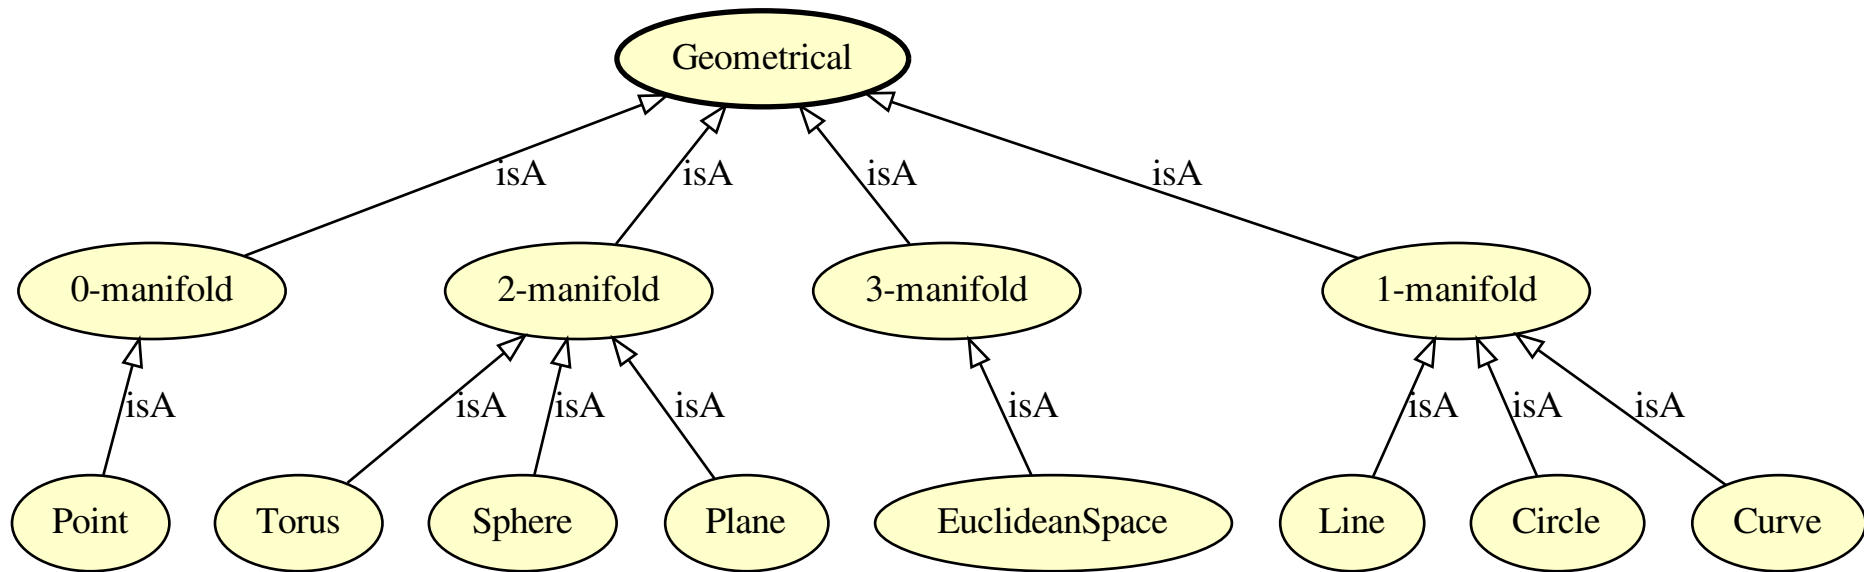 Geometrical
isA isA isA isA
0-manifold 2-manifold 3-manifold 1-manifold
isA isA isA isA isA isA isA isA
Point Torus Sphere Plane EuclideanSpace Line Circle Curve